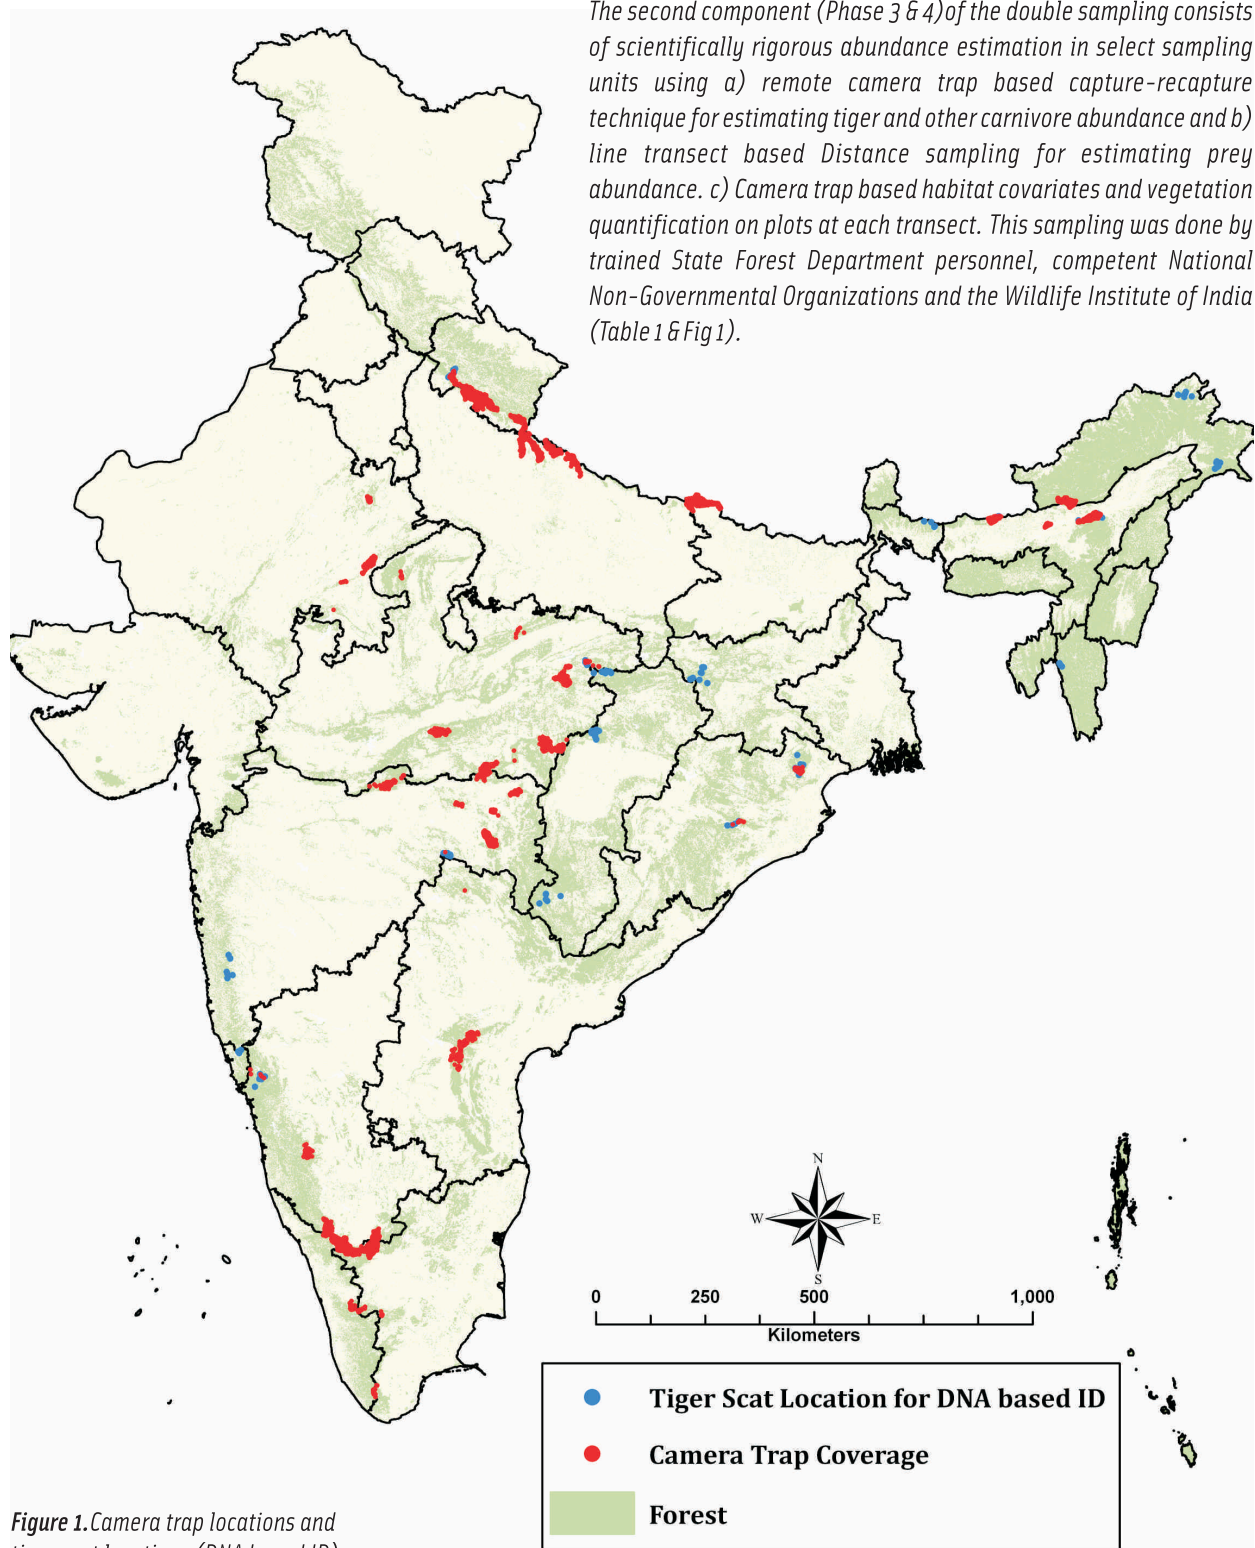 The second component (Phase 3 & 4)of the double sampling consists
of scientifically rigorous abundance estimation in select sampling
units using a) remote camera trap based capture-recapture
technique for estimating tiger and other carnivore abundance and b)
line transect based Distance sampling for estimating prey
abundance. c) Camera trap based habitat covariates and vegetation
quantification on plots at each transect. This sampling was done by
trained State Forest Department personnel, competent National
Non-Governmental Organizations and the Wildlife Institute of India
(Table 1 & Fig 1).
N
W E
S
0 250 500 1,000
Kilometers
Tiger Scat Location for DNA based ID
Camera Trap Coverage
Forest
Figure 1.Camera trap locations and
(DNA based ID)